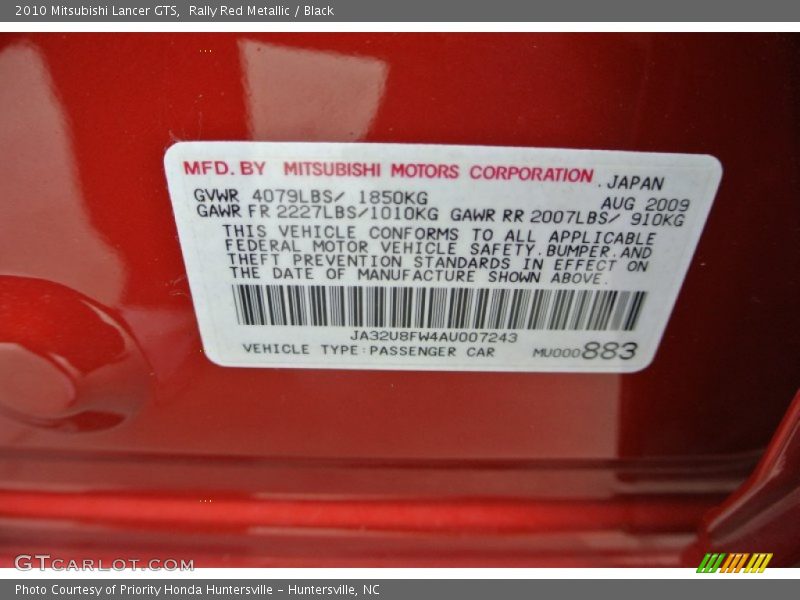 2010 Mitsubishi Lancer GTS,  Rally Red Metallic / Black
MFD. BY  MITSUBISHI MOTORS CORPORATION. JAPAN
GVWR 4079LBS/ 1850KG AUG 2009
GAWR FR 2227LBS/1010KG GAWR RR 2007LBS/ 910KG
THIS VEHICLE CONFORMS TO ALL APPLICABLE
FEDERAL MOTOR VEHICLE SAFETY.BUMPER.AND
THEFT PREVENTION STANDARDS IN EFFECT ON
THE DATE OF MANUFACTURE SHOWN ABOVE.
JA32U8FW4AU007243
VEHICLE TYPE:PASSENGER CAR MU000883
GTCARLOT.COM
Photo Courtesy of Priority Honda Huntersville - Huntersville, NC